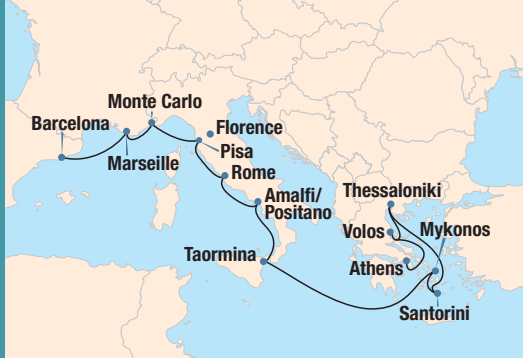 Monte Carlo
Barcelona
Florence
Marseille
Pisa
Rome
Amalfi/
Positano
Thessaloniki
Volos
Mykonos
Taormina
Athens
Santorini